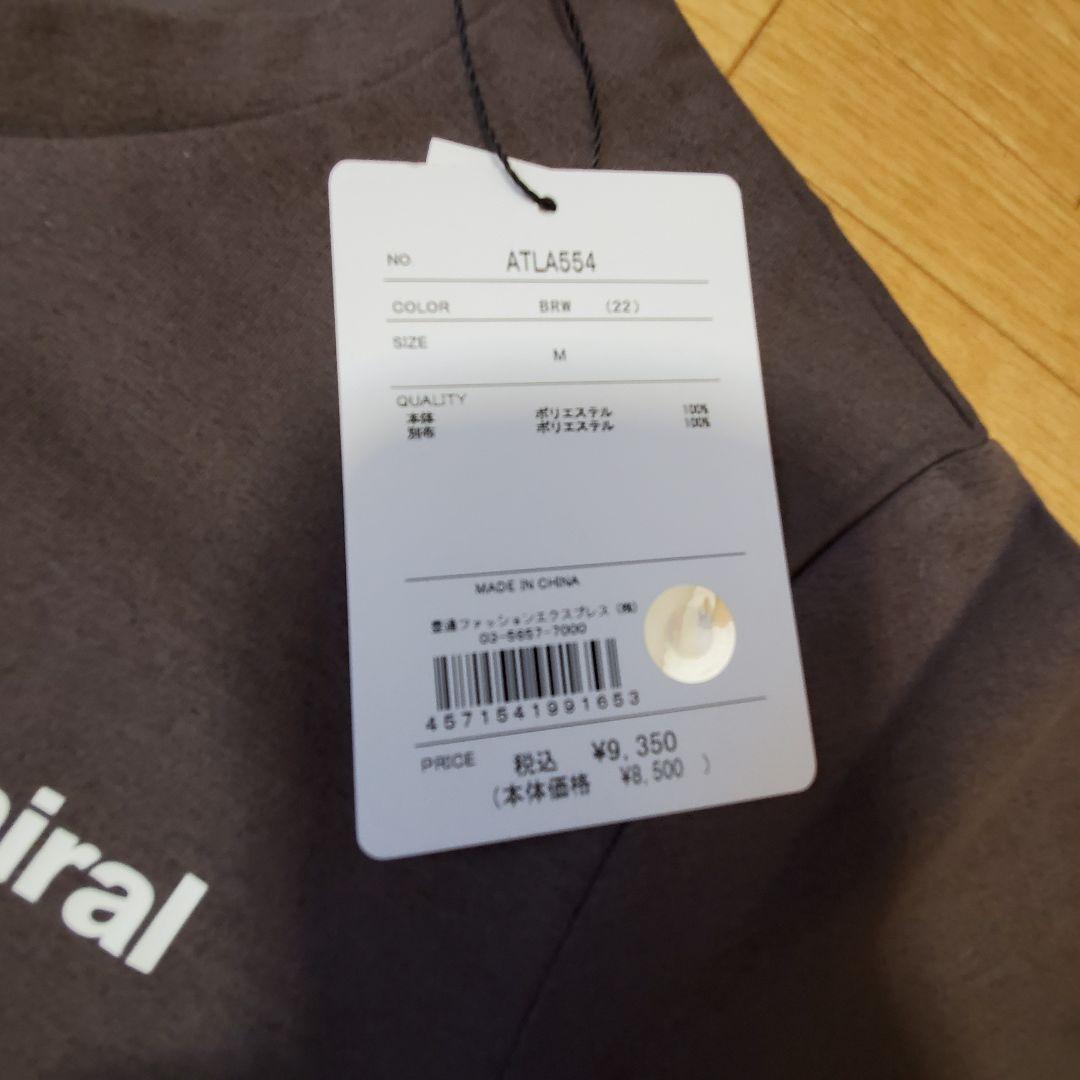 NO. ATLA554
COLOR BRW (22)
SIZE M
QUALITY
本体 ポリエステル 100%
別布 ポリエステル 100%
MADE IN CHINA
豊通ファッションエクスプレス (株)
03-5657-7000
4571541991653
PRICE 税込 ¥9,350
(本体価格 ¥8,500 )
iral